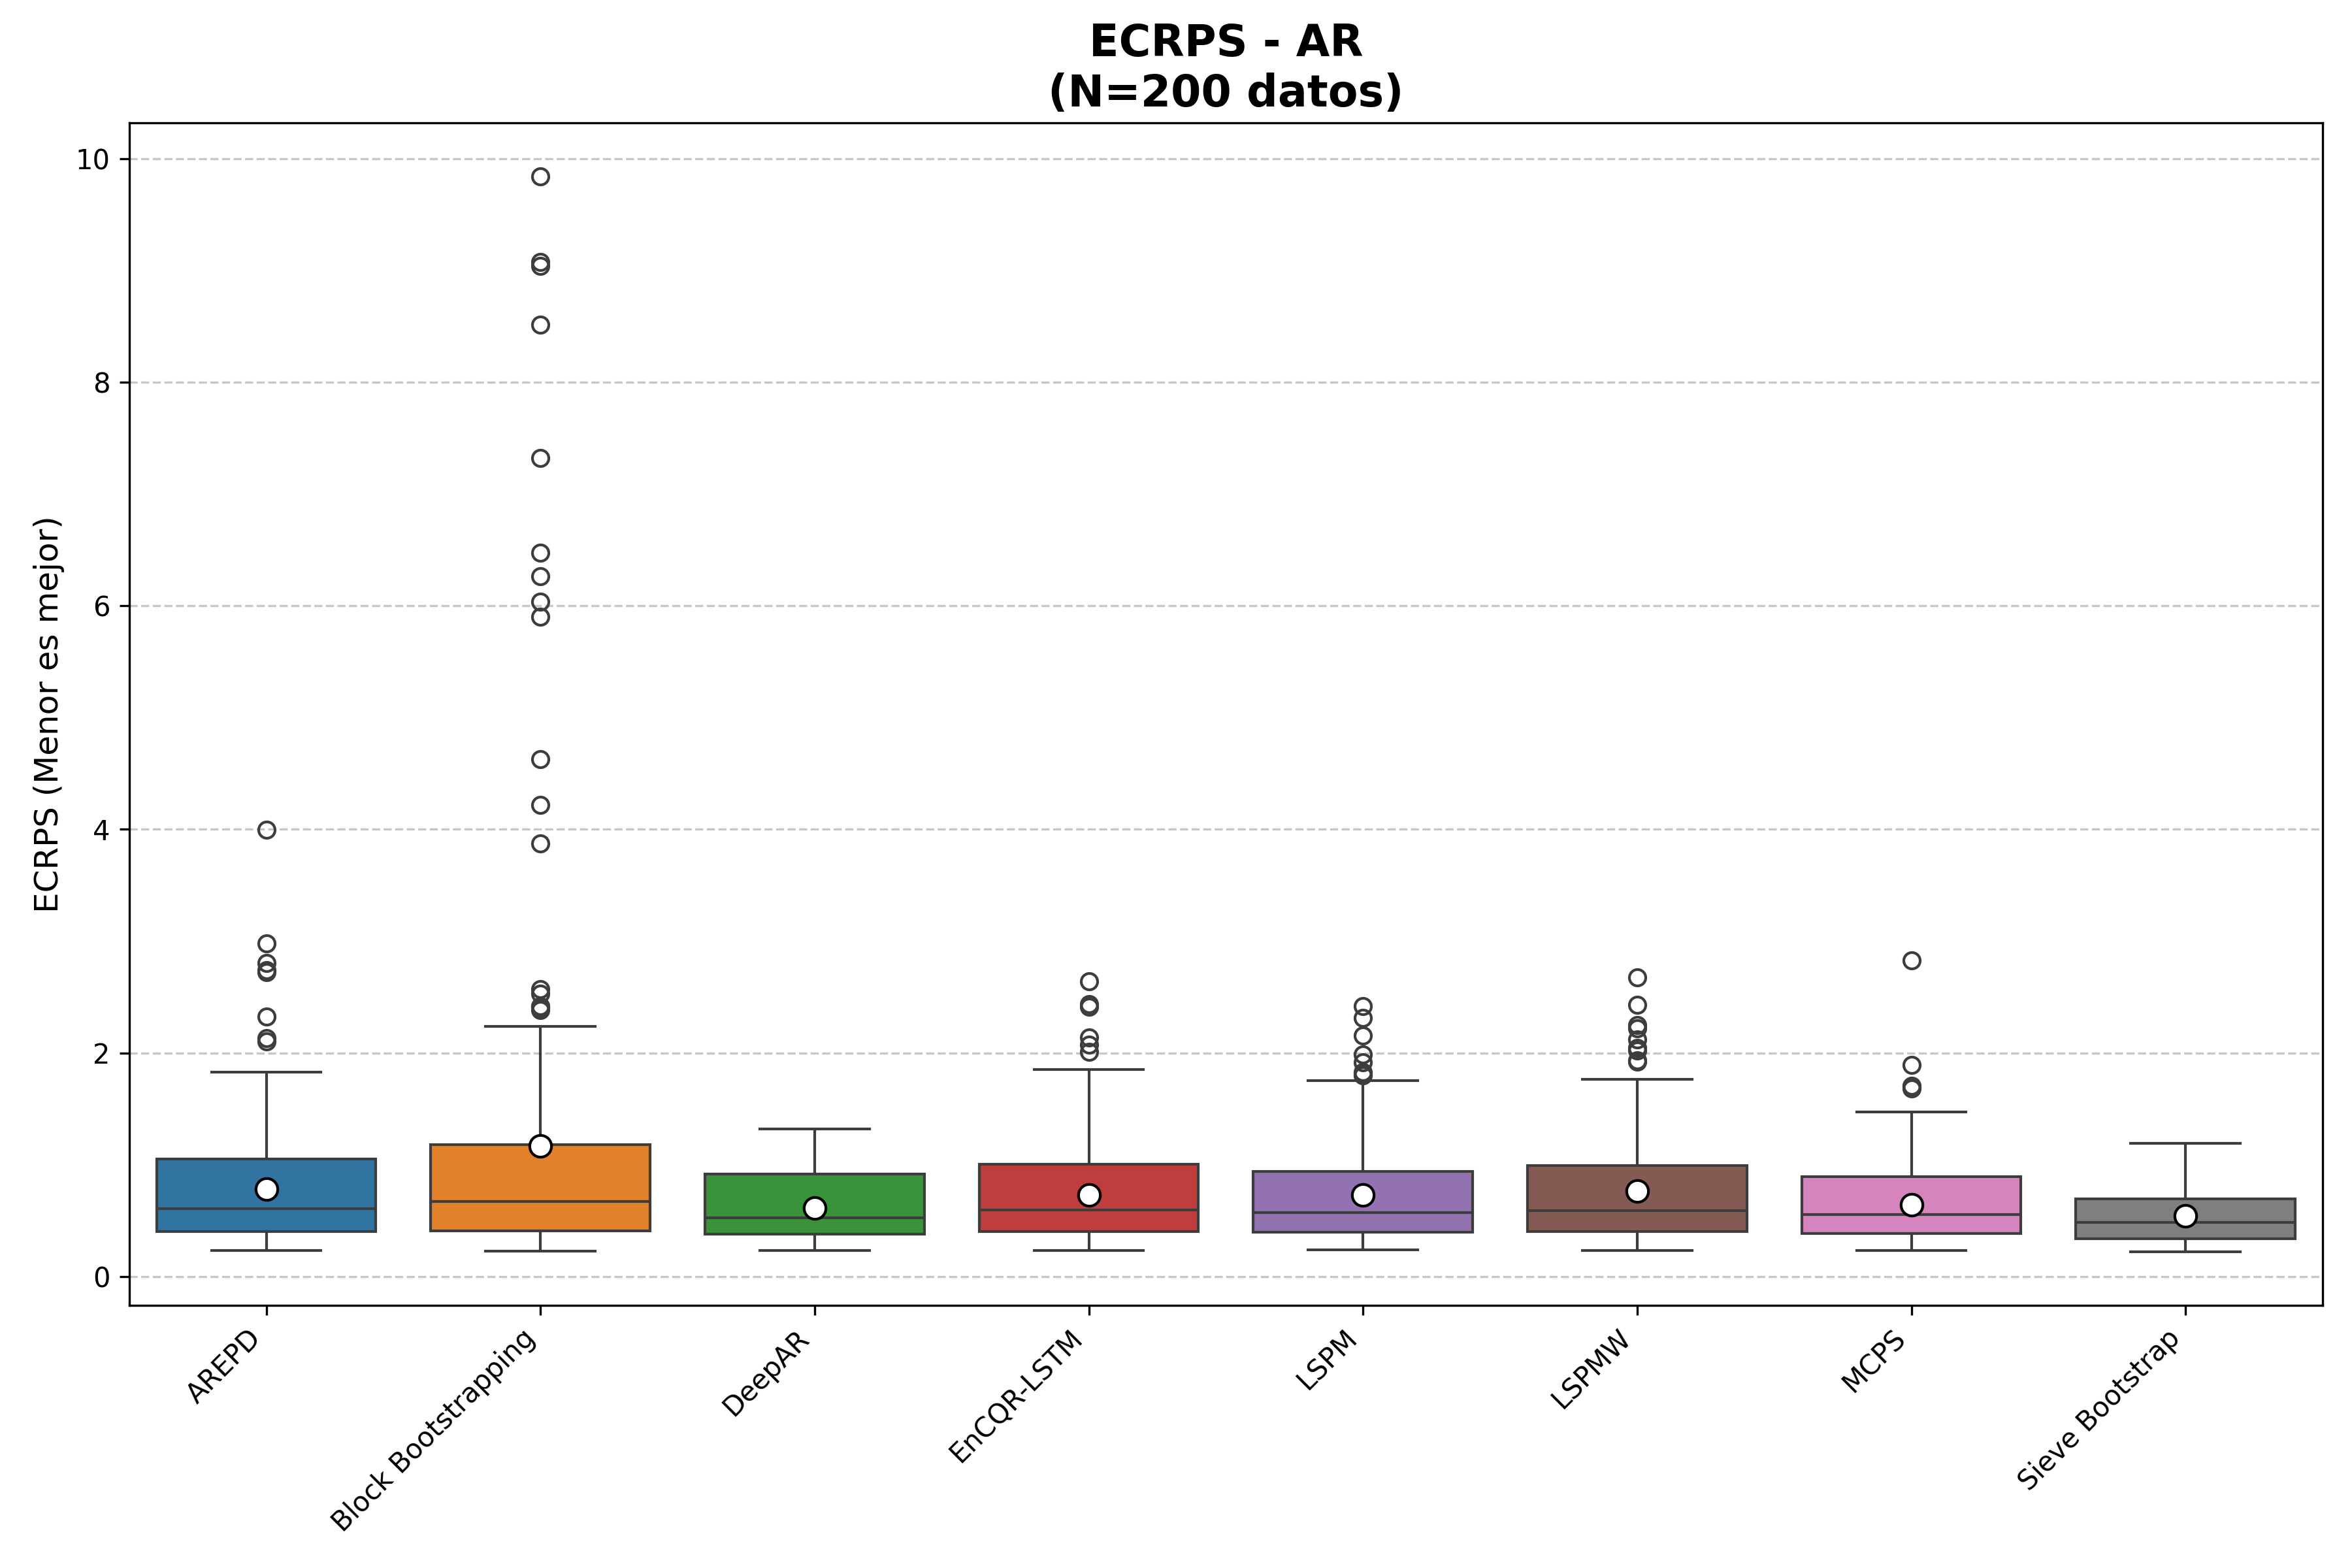 ECRPS - AR
(N=200 datos)
ECRPS (Menor es mejor)
10
8
6
4
2
0
AREPD
Block Bootstrapping
DeepAR
EnCQR-LSTM
LSPM
LSPMW
MCPS
Sieve Bootstrap